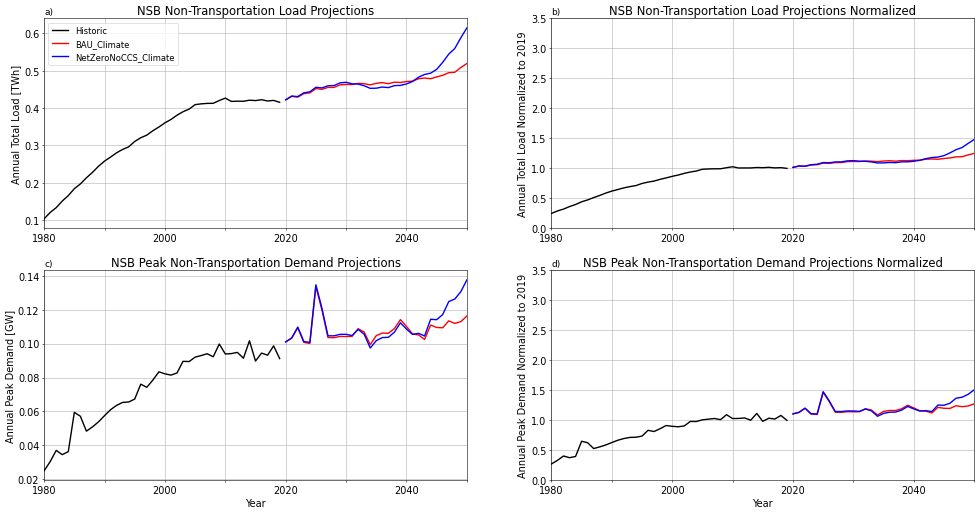 a)
NSB Non-Transportation Load Projections
Annual Total Load [TWh]
0.6
0.5
0.4
0.3
0.2
0.1
Historic
BAU_Climate
NetZeroNoCCS_Climate
1980
2000
2020
2040
b)
NSB Non-Transportation Load Projections Normalized
Annual Total Load Normalized to 2019
3.5
3.0
2.5
2.0
1.5
1.0
0.5
0.0
1980
2000
2020
2040
c)
NSB Peak Non-Transportation Demand Projections
Annual Peak Demand [GW]
0.14
0.12
0.10
0.08
0.06
0.04
0.02
1980
2000
2020
2040
Year
d)
NSB Peak Non-Transportation Demand Projections Normalized
Annual Peak Demand Normalized to 2019
3.5
3.0
2.5
2.0
1.5
1.0
0.5
0.0
1980
2000
2020
2040
Year